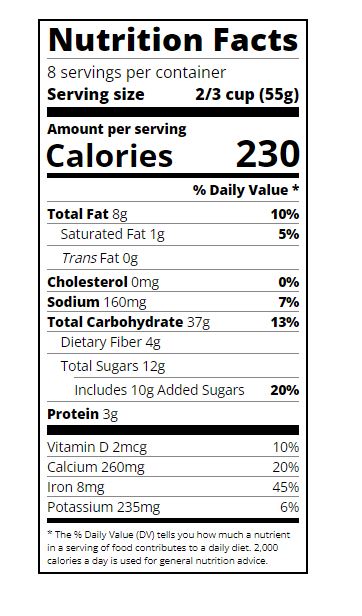 Nutrition Facts
8 servings per container
Serving size 2/3 cup (55g)
Amount per serving
Calories 230
% Daily Value *
Total Fat 8g 10%
Saturated Fat 1g 5%
Trans Fat 0g
Cholesterol 0mg 0%
Sodium 160mg 7%
Total Carbohydrate 37g 13%
Dietary Fiber 4g
Total Sugars 12g
Includes 10g Added Sugars 20%
Protein 3g
Vitamin D 2mcg 10%
Calcium 260mg 20%
Iron 8mg 45%
Potassium 235mg 6%
* The % Daily Value (DV) tells you how much a nutrient
in a serving of food contributes to a daily diet. 2,000
calories a day is used for general nutrition advice.